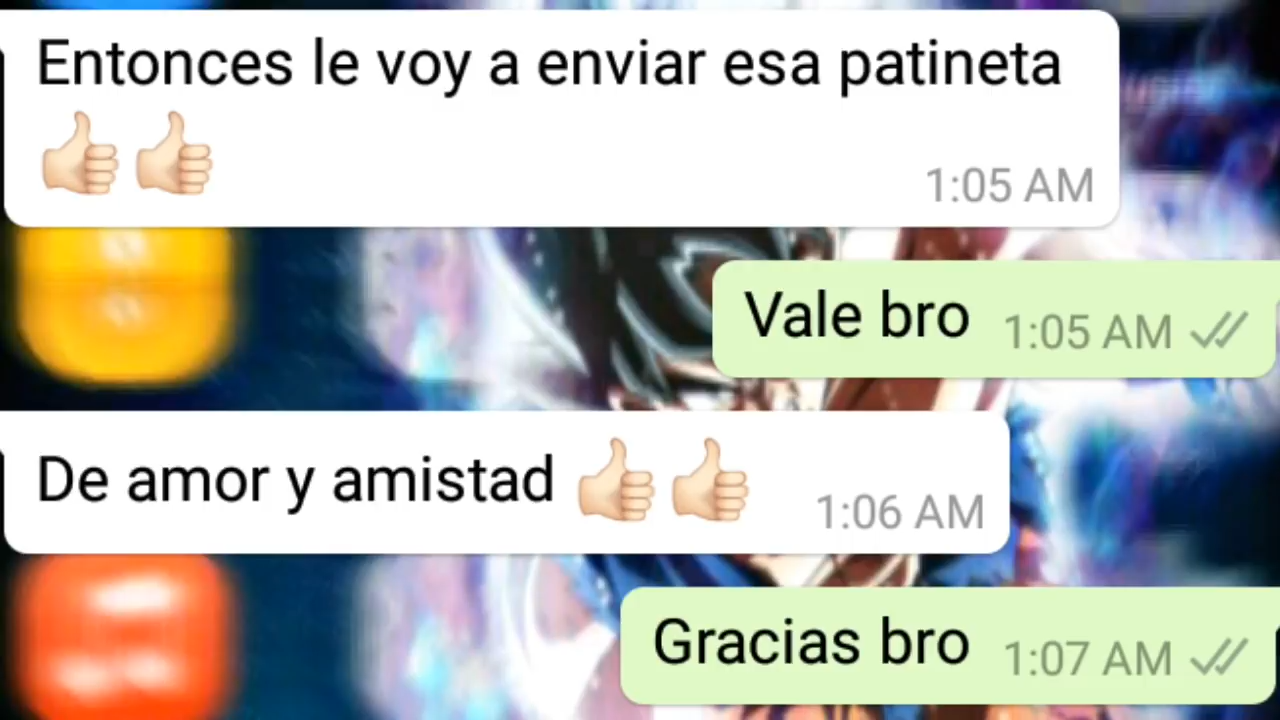 Entonces le voy a enviar esa patineta
👍🏻👍🏻
1:05 AM
Vale bro 1:05 AM
De amor y amistad 👍🏻👍🏻 1:06 AM
Gracias bro 1:07 AM